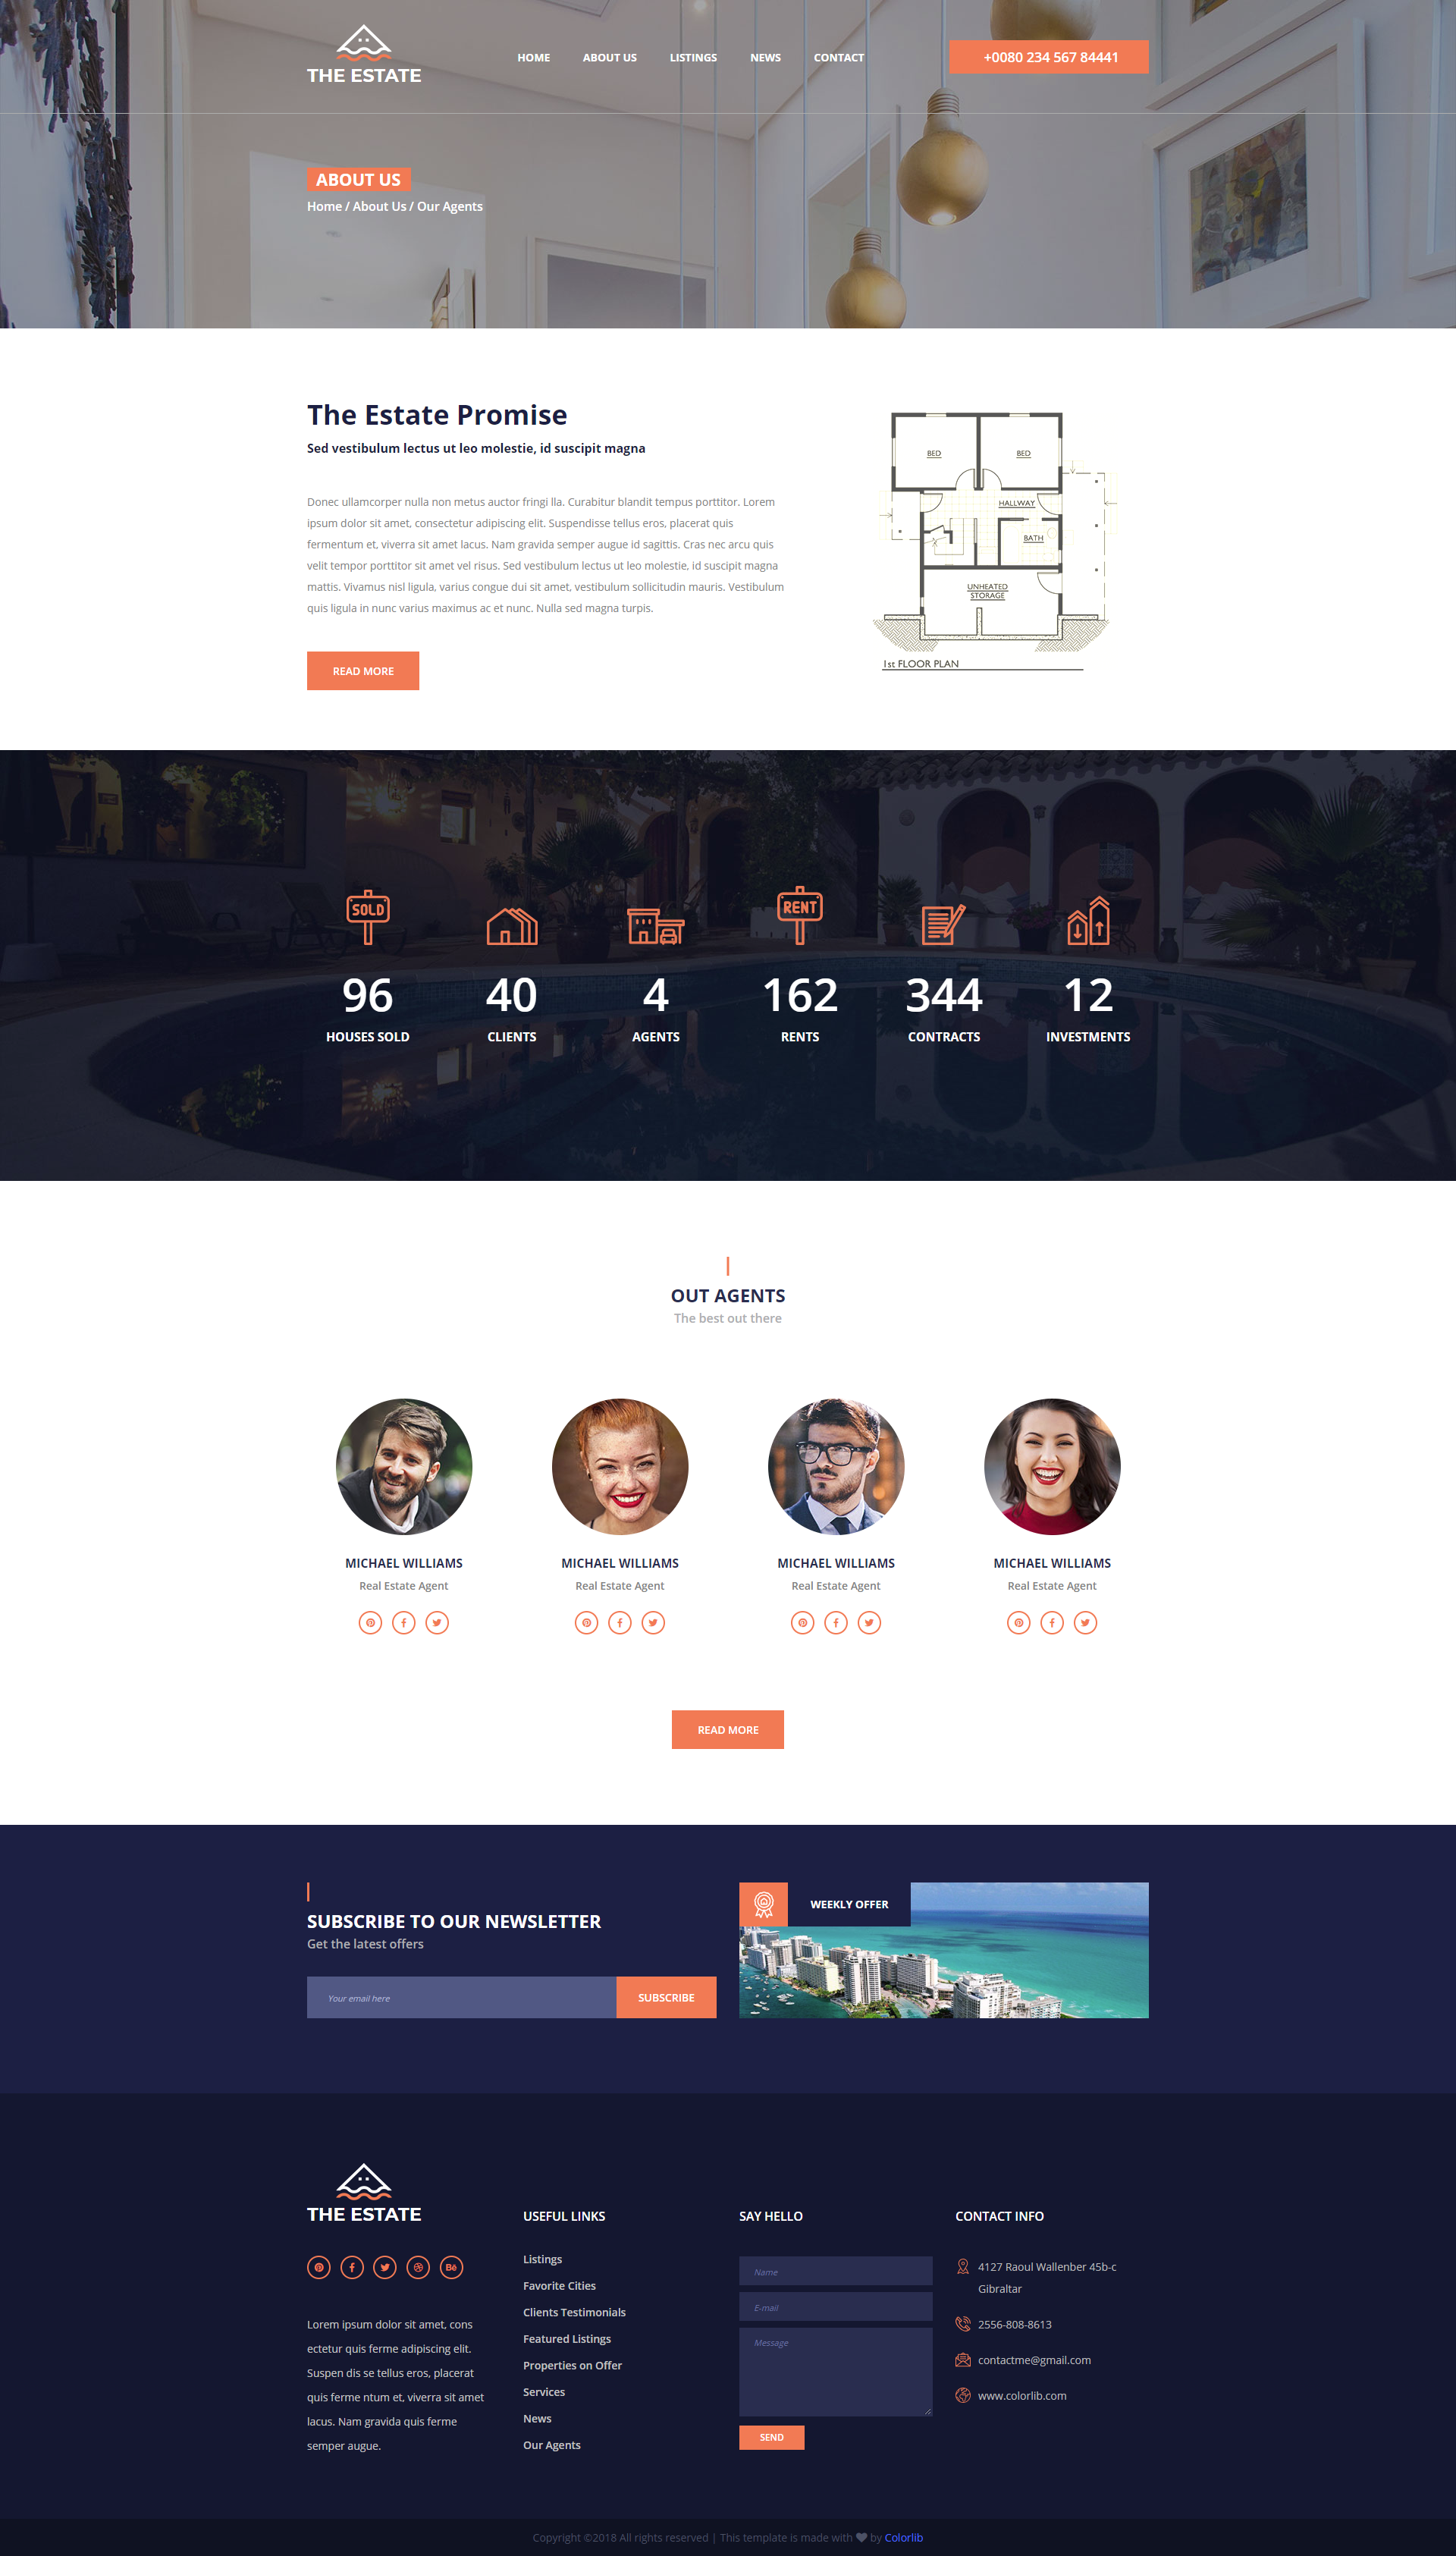 THE ESTATE
HOME ABOUT US LISTINGS NEWS CONTACT
+0080 234 567 84441
ABOUT US
Home / About Us / Our Agents
The Estate Promise
Sed vestibulum lectus ut leo molestie, id suscipit magna
Donec ullamcorper nulla non metus auctor fringi lla. Curabitur blandit tempus porttitor. Lorem
ipsum dolor sit amet, consectetur adipiscing elit. Suspendisse tellus eros, placerat quis
fermentum et, viverra sit amet lacus. Nam gravida semper augue id sagittis. Cras nec arcu quis
velit tempor porttitor sit amet vel risus. Sed vestibulum lectus ut leo molestie, id suscipit magna
mattis. Vivamus nisl ligula, varius congue dui sit amet, vestibulum sollicitudin mauris. Vestibulum
quis ligula in nunc varius maximus ac et nunc. Nulla sed magna turpis.
READ MORE
BED
BED
HALLWAY
BATH
UNHEATED
STORAGE
1st FLOOR PLAN
SOLD
RENT
96
HOUSES SOLD
40
CLIENTS
4
AGENTS
162
RENTS
344
CONTRACTS
12
INVESTMENTS
OUT AGENTS
The best out there
MICHAEL WILLIAMS
Real Estate Agent
MICHAEL WILLIAMS
Real Estate Agent
MICHAEL WILLIAMS
Real Estate Agent
MICHAEL WILLIAMS
Real Estate Agent
READ MORE
SUBSCRIBE TO OUR NEWSLETTER
Get the latest offers
Your email here
SUBSCRIBE
WEEKLY OFFER
THE ESTATE
Bē
Lorem ipsum dolor sit amet, cons
ectetur quis ferme adipiscing elit.
Suspen dis se tellus eros, placerat
quis ferme ntum et, viverra sit amet
lacus. Nam gravida quis ferme
semper augue.
USEFUL LINKS
Listings
Favorite Cities
Clients Testimonials
Featured Listings
Properties on Offer
Services
News
Our Agents
SAY HELLO
Name
E-mail
Message
SEND
CONTACT INFO
4127 Raoul Wallenber 45b-c
Gibraltar
2556-808-8613
contactme@gmail.com
www.colorlib.com
Copyright ©2018 All rights reserved | This template is made with ♥ by Colorlib